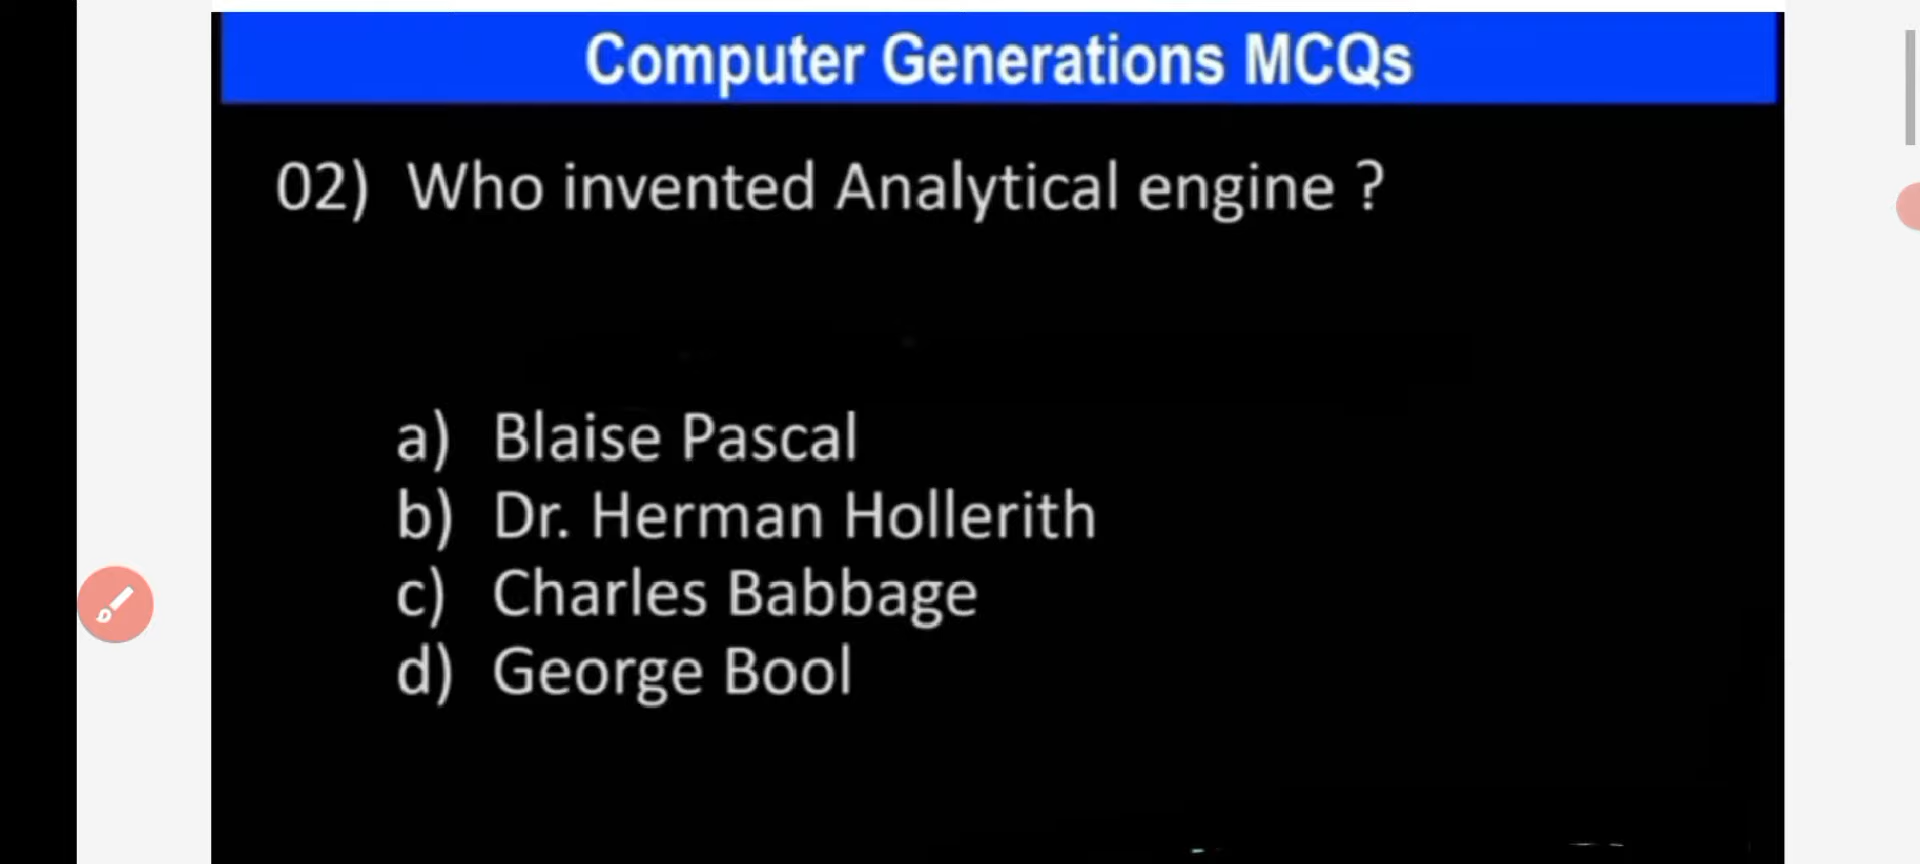 Computer Generations MCQs
02) Who invented Analytical engine ?
a) Blaise Pascal
b) Dr. Herman Hollerith
c) Charles Babbage
d) George Bool